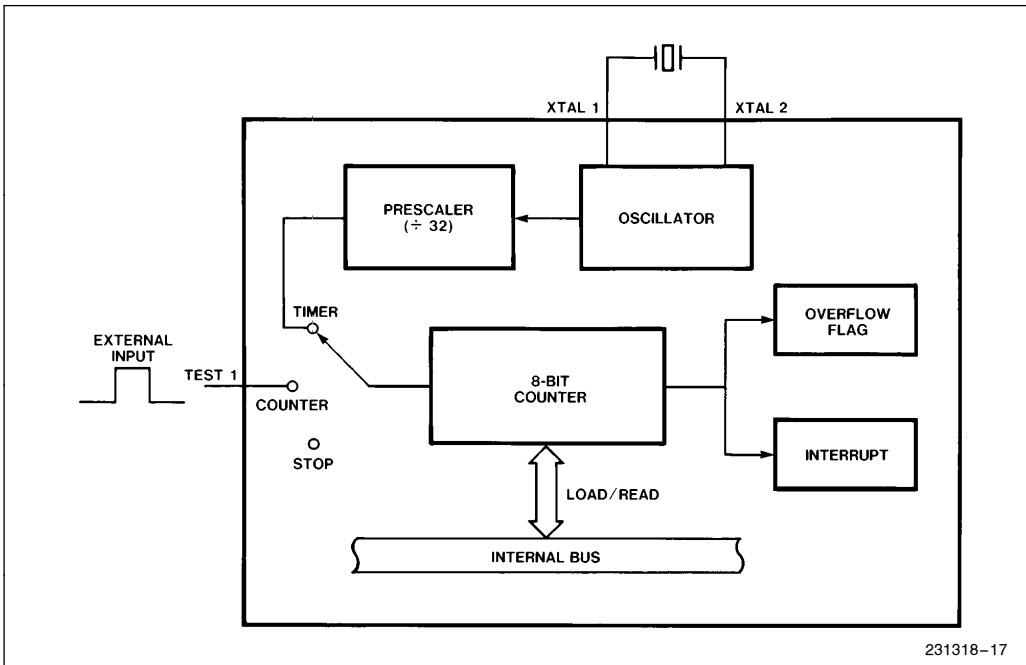 XTAL 1
XTAL 2
PRESCALER
(÷ 32)
OSCILLATOR
TIMER
OVERFLOW
FLAG
EXTERNAL
INPUT
TEST 1
COUNTER
8-BIT
COUNTER
STOP
INTERRUPT
LOAD/READ
INTERNAL BUS
231318-17